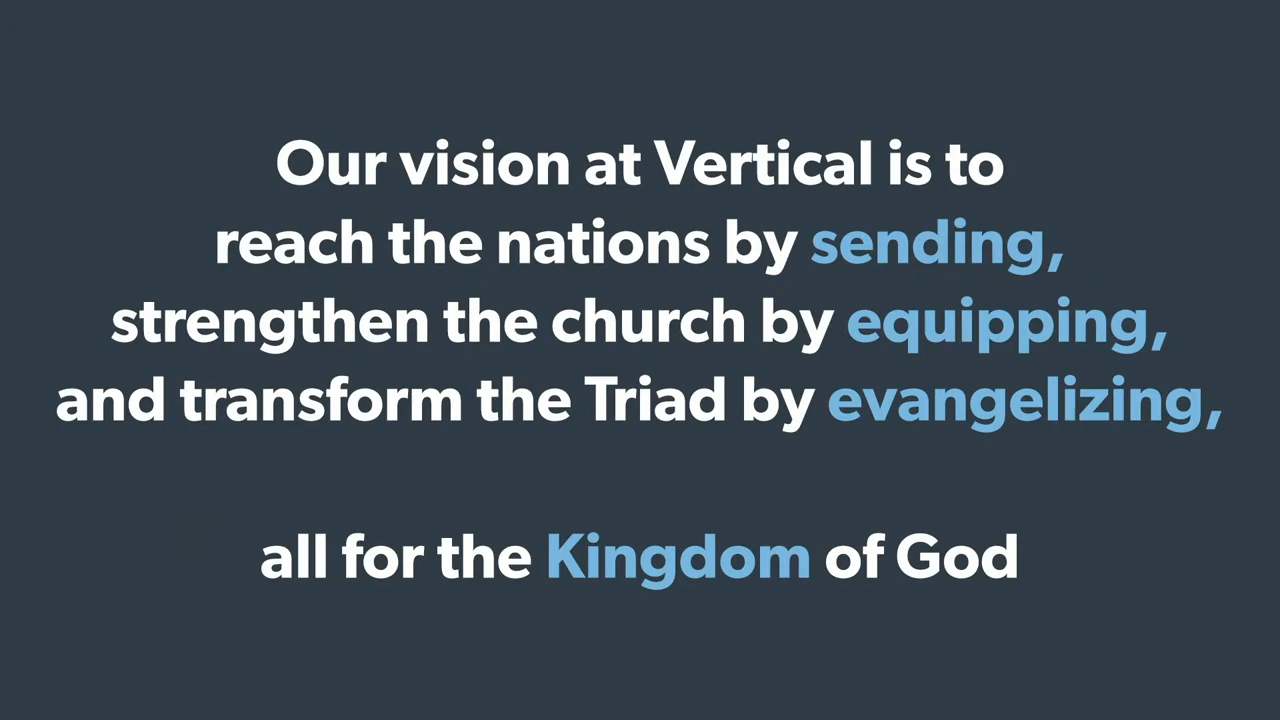 Our vision at Vertical is to
reach the nations by sending,
strengthen the church by equipping,
and transform the Triad by evangelizing,
all for the Kingdom of God